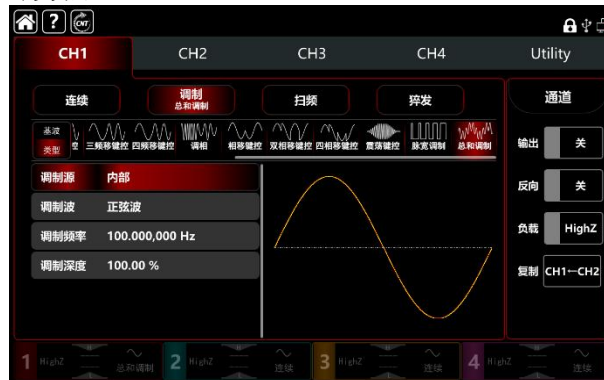 ? CNT
CH1 CH2 CH3 CH4 Utility
连续 调制 扫频 猝发 通道
总和调制
基波
类型 三频移键控 四频移键控 调相 相移键控 双相移键控 四相移键控 震荡键控 脉宽调制 总和调制
输出 关
调制源 内部
反向 关
调制波 正弦波
负载 HighZ
调制频率 100.000,000 Hz
复制 CH1←CH2
调制深度 100.00 %
1 HighZ 总和调制 2 HighZ 连续 3 HighZ 连续 4 HighZ 连续